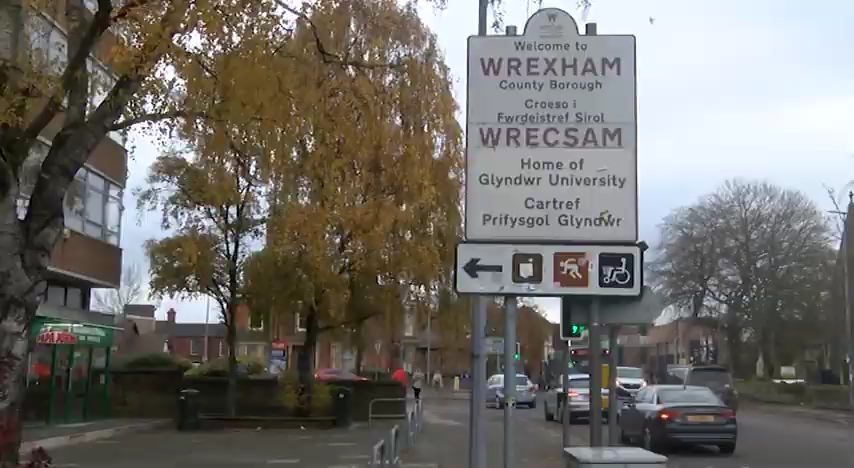 Welcome to
WREXHAM
County Borough
Croeso i
Fwrdeistref Sirol
WRECSAM
Home of
Glyndwr University
Cartref
Prifysgol Glyndwr